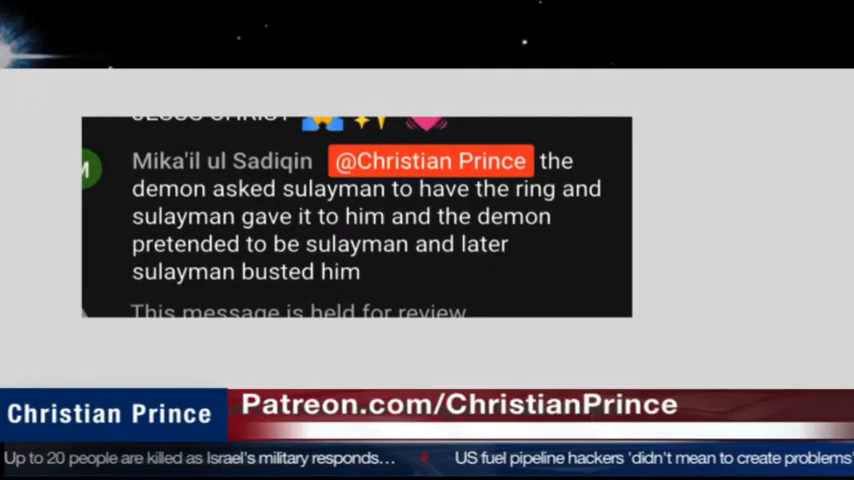 JESUS CHRIST
Mika'il ul Sadiqin @Christian Prince the
demon asked sulayman to have the ring and
sulayman gave it to him and the demon
pretended to be sulayman and later
sulayman busted him
This message is held for review.
Christian Prince
Patreon.com/ChristianPrince
Up to 20 people are killed as Israel's military responds...
US fuel pipeline hackers 'didn't mean to create problems'